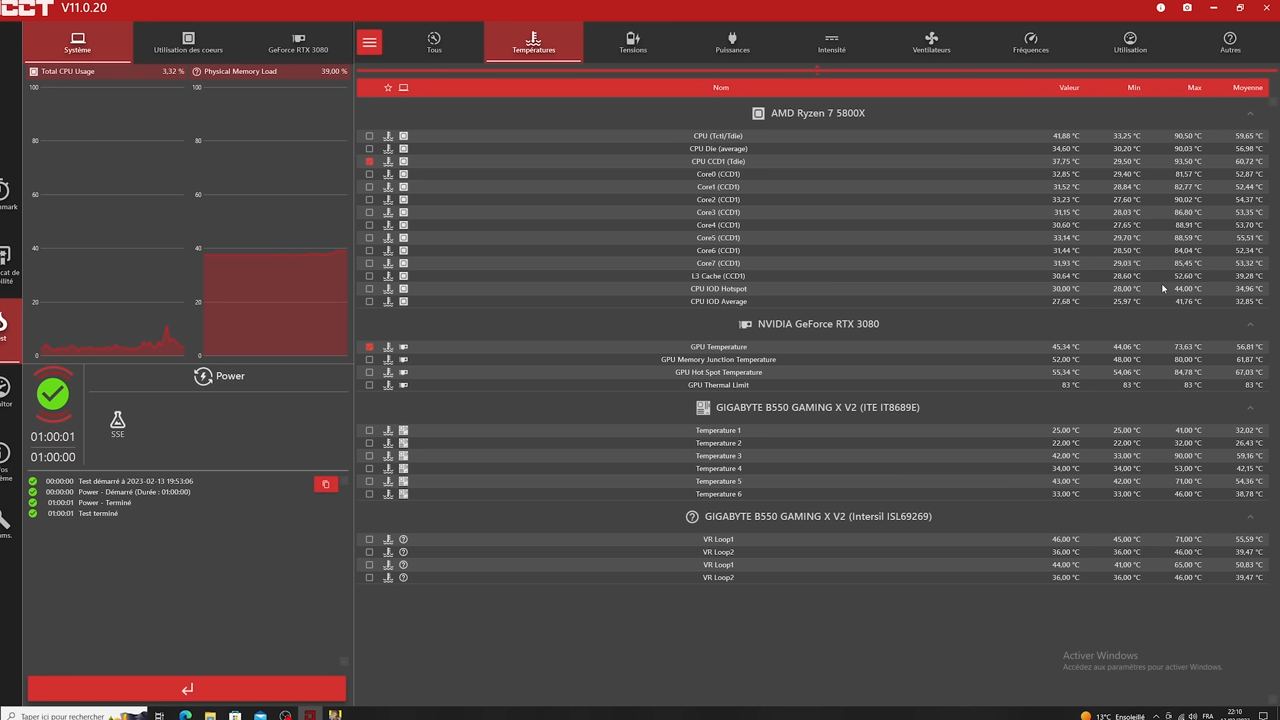 CCT V11.0.20
Système
Utilisation des coeurs
GeForce RTX 3080
Tous
Températures
Tensions
Puissances
Intensité
Ventilateurs
Fréquences
Utilisation
Autres
Total CPU Usage 3,32 % Physical Memory Load 39,00 %
100 100
80 80
60 60
40 40
20 20
0 0
Nom Valeur Min Max Moyenne
AMD Ryzen 7 5800X
CPU (Tctl/Tdie) 41,88 °C 33,25 °C 90,50 °C 59,65 °C
CPU Die (average) 34,60 °C 30,20 °C 90,03 °C 56,98 °C
CPU CCD1 (Tdie) 37,75 °C 29,50 °C 93,50 °C 60,72 °C
Core0 (CCD1) 32,85 °C 29,40 °C 81,57 °C 52,87 °C
Core1 (CCD1) 31,52 °C 28,84 °C 82,77 °C 52,44 °C
Core2 (CCD1) 33,23 °C 27,60 °C 90,02 °C 54,37 °C
Core3 (CCD1) 31,15 °C 28,03 °C 86,80 °C 53,35 °C
Core4 (CCD1) 30,60 °C 27,65 °C 88,91 °C 53,70 °C
Core5 (CCD1) 33,14 °C 29,70 °C 88,59 °C 55,51 °C
Core6 (CCD1) 31,44 °C 28,50 °C 84,04 °C 52,34 °C
Core7 (CCD1) 31,93 °C 29,03 °C 85,45 °C 53,32 °C
L3 Cache (CCD1) 30,64 °C 28,60 °C 52,60 °C 39,28 °C
CPU IOD Hotspot 30,00 °C 28,00 °C 44,00 °C 34,96 °C
CPU IOD Average 27,68 °C 25,97 °C 41,76 °C 32,85 °C
NVIDIA GeForce RTX 3080
GPU Temperature 45,34 °C 44,06 °C 73,63 °C 56,81 °C
GPU Memory Junction Temperature 52,00 °C 48,00 °C 80,00 °C 61,87 °C
GPU Hot Spot Temperature 55,34 °C 54,06 °C 84,78 °C 67,03 °C
GPU Thermal Limit 83 °C 83 °C 83 °C 83 °C
GIGABYTE B550 GAMING X V2 (ITE IT8689E)
Temperature 1 25,00 °C 25,00 °C 41,00 °C 32,02 °C
Temperature 2 22,00 °C 22,00 °C 32,00 °C 26,43 °C
Temperature 3 42,00 °C 33,00 °C 90,00 °C 59,16 °C
Temperature 4 34,00 °C 34,00 °C 53,00 °C 42,15 °C
Temperature 5 43,00 °C 42,00 °C 71,00 °C 54,36 °C
Temperature 6 33,00 °C 33,00 °C 46,00 °C 38,78 °C
GIGABYTE B550 GAMING X V2 (Intersil ISL69269)
VR Loop1 46,00 °C 45,00 °C 71,00 °C 55,59 °C
VR Loop2 36,00 °C 36,00 °C 46,00 °C 39,47 °C
VR Loop1 44,00 °C 41,00 °C 65,00 °C 50,83 °C
VR Loop2 36,00 °C 36,00 °C 46,00 °C 39,47 °C
Power
01:00:01
01:00:00
SSE
00:00:00 Test démarré à 2023-02-13 19:53:06
00:00:00 Power - Démarré (Durée : 01:00:00)
01:00:01 Power - Terminé
01:00:01 Test terminé
Activer Windows
Accédez aux paramètres pour activer Windows.
Taper ici pour rechercher
13°C Ensoleillé
FRA
22:10